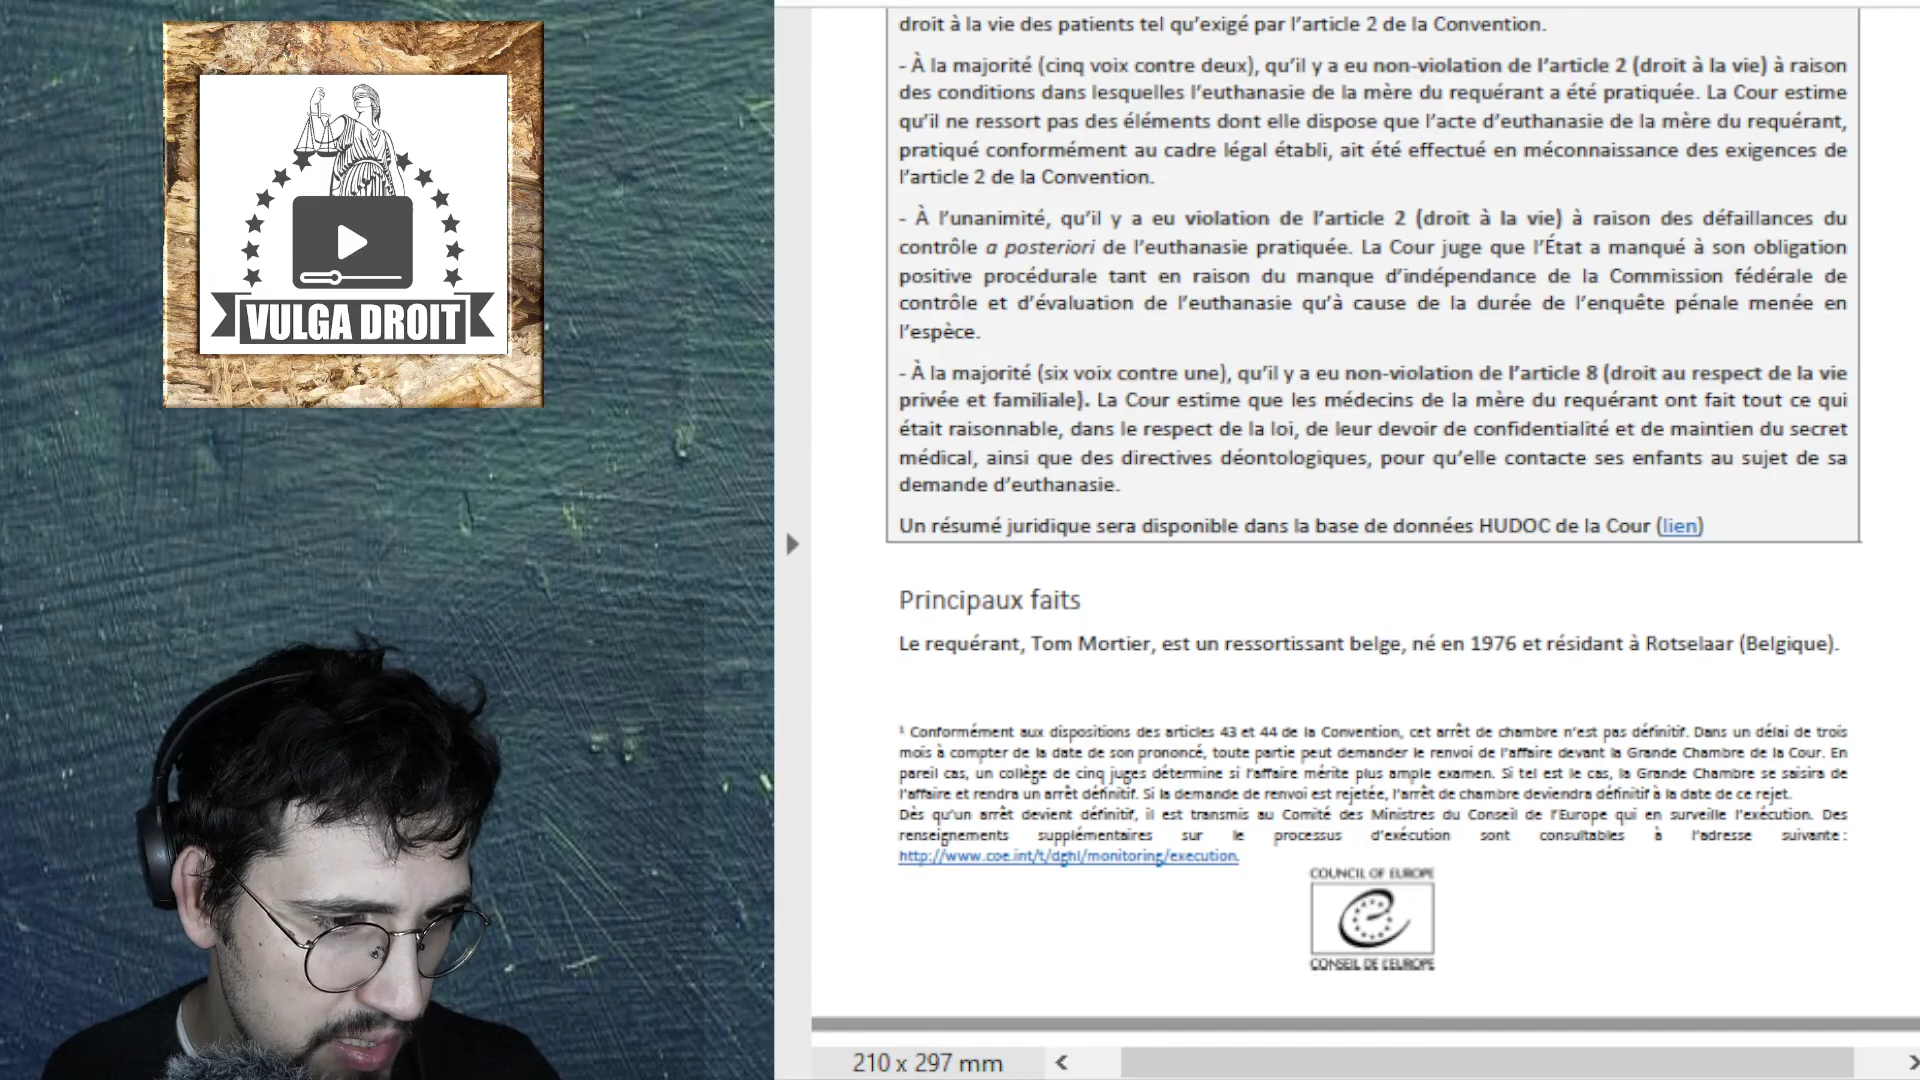 VULGA DROIT
droit à la vie des patients tel qu’exigé par l’article 2 de la Convention.
- À la majorité (cinq voix contre deux), qu’il y a eu non-violation de l’article 2 (droit à la vie) à raison
des conditions dans lesquelles l’euthanasie de la mère du requérant a été pratiquée. La Cour estime
qu’il ne ressort pas des éléments dont elle dispose que l’acte d’euthanasie de la mère du requérant,
pratiqué conformément au cadre légal établi, ait été effectué en méconnaissance des exigences de
l’article 2 de la Convention.
- À l’unanimité, qu’il y a eu violation de l’article 2 (droit à la vie) à raison des défaillances du
contrôle a posteriori de l’euthanasie pratiquée. La Cour juge que l’État a manqué à son obligation
positive procédurale tant en raison du manque d’indépendance de la Commission fédérale de
contrôle et d’évaluation de l’euthanasie qu’à cause de la durée de l’enquête pénale menée en
l’espèce.
- À la majorité (six voix contre une), qu’il y a eu non-violation de l’article 8 (droit au respect de la vie
privée et familiale). La Cour estime que les médecins de la mère du requérant ont fait tout ce qui
était raisonnable, dans le respect de la loi, de leur devoir de confidentialité et de maintien du secret
médical, ainsi que des directives déontologiques, pour qu’elle contacte ses enfants au sujet de sa
demande d’euthanasie.
Un résumé juridique sera disponible dans la base de données HUDOC de la Cour (lien)
Principaux faits
Le requérant, Tom Mortier, est un ressortissant belge, né en 1976 et résidant à Rotselaar (Belgique).
¹ Conformément aux dispositions des articles 43 et 44 de la Convention, cet arrêt de chambre n’est pas définitif. Dans un délai de trois
mois à compter de la date de son prononcé, toute partie peut demander le renvoi de l’affaire devant la Grande Chambre de la Cour. En
pareil cas, un collège de cinq juges détermine si l’affaire mérite plus ample examen. Si tel est le cas, la Grande Chambre se saisira de
l’affaire et rendra un arrêt définitif. Si la demande de renvoi est rejetée, l’arrêt de chambre deviendra définitif à la date de ce rejet.
Dès qu’un arrêt devient définitif, il est transmis au Comité des Ministres du Conseil de l’Europe qui en surveille l’exécution. Des
renseignements supplémentaires sur le processus d’exécution sont consultables à l’adresse suivante :
http://www.coe.int/t/dghl/monitoring/execution.
COUNCIL OF EUROPE
CONSEIL DE L'EUROPE
210 x 297 mm